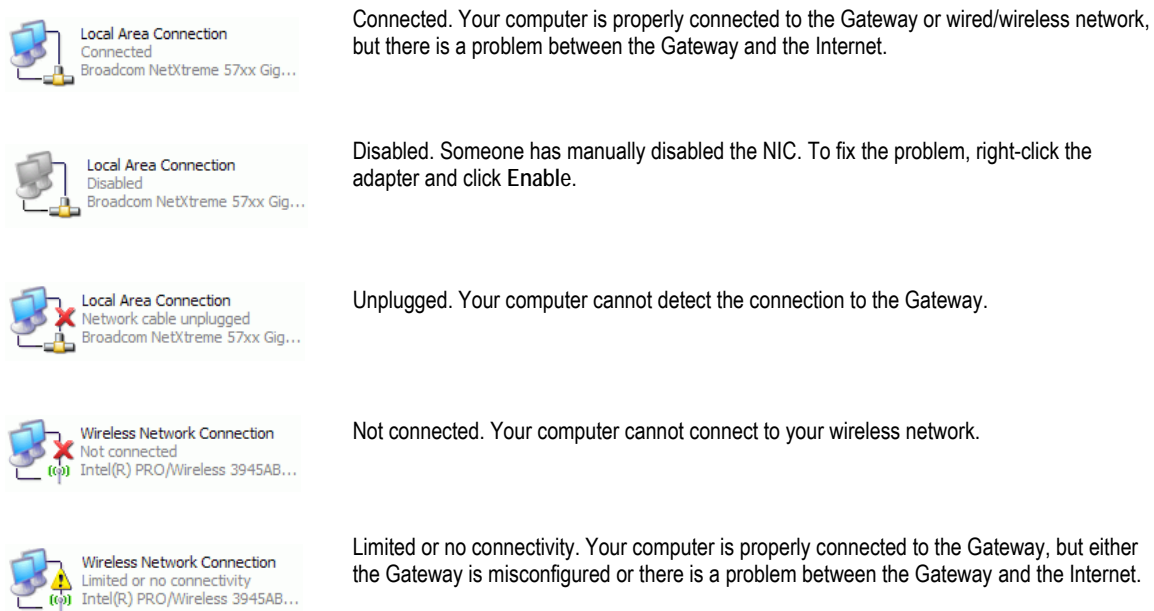 Local Area Connection
Connected
Broadcom NetXtreme 57xx Gig...
Connected. Your computer is properly connected to the Gateway or wired/wireless network,
but there is a problem between the Gateway and the Internet.
Local Area Connection
Disabled
Broadcom NetXtreme 57xx Gig...
Disabled. Someone has manually disabled the NIC. To fix the problem, right-click the
adapter and click Enable.
Local Area Connection
Network cable unplugged
Broadcom NetXtreme 57xx Gig...
Unplugged. Your computer cannot detect the connection to the Gateway.
Wireless Network Connection
Not connected
Intel(R) PRO/Wireless 3945AB...
Not connected. Your computer cannot connect to your wireless network.
Wireless Network Connection
Limited or no connectivity
Intel(R) PRO/Wireless 3945AB...
Limited or no connectivity. Your computer is properly connected to the Gateway, but either
the Gateway is misconfigured or there is a problem between the Gateway and the Internet.